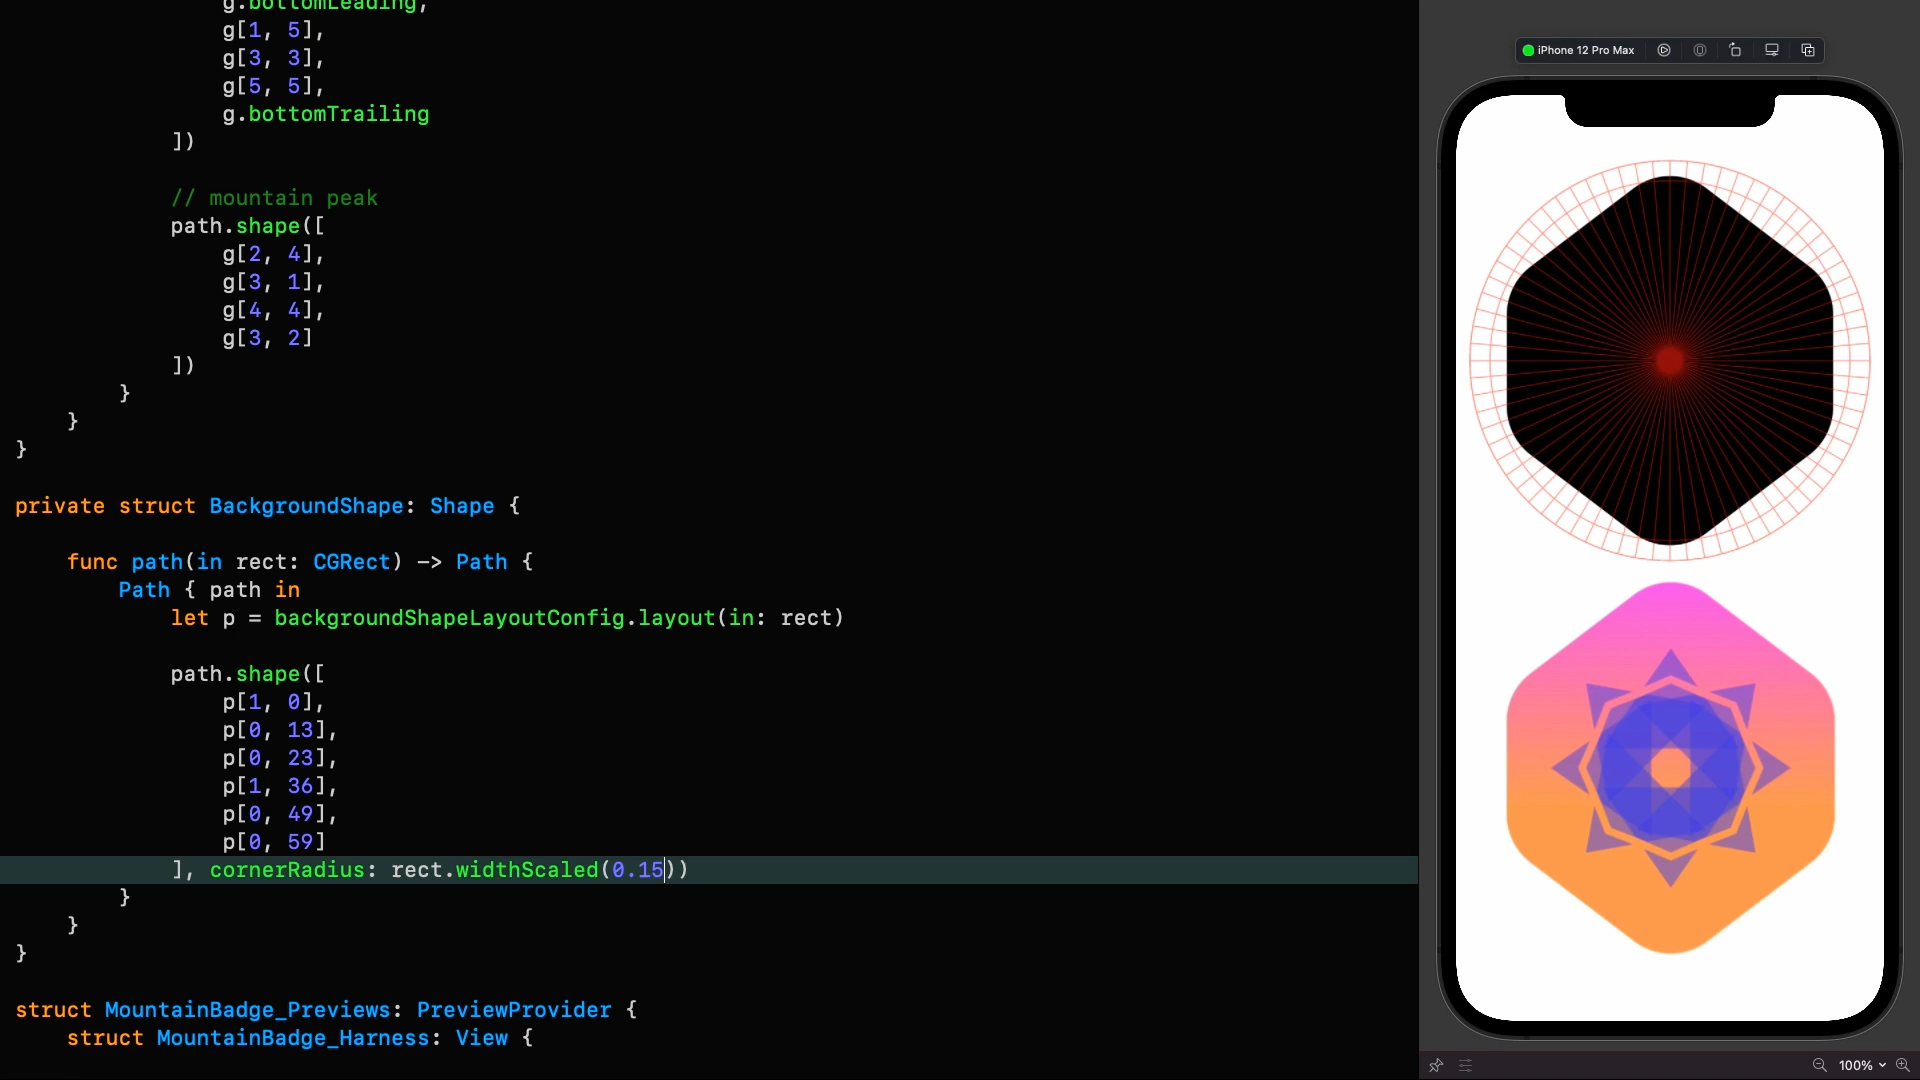 g.bottomLeading,
g[1, 5],
g[3, 3],
g[5, 5],
g.bottomTrailing
])
// mountain peak
path.shape([
g[2, 4],
g[3, 1],
g[4, 4],
g[3, 2]
])
}
}
}
private struct BackgroundShape: Shape {
func path(in rect: CGRect) -> Path {
Path { path in
let p = backgroundShapeLayoutConfig.layout(in: rect)
path.shape([
p[1, 0],
p[0, 13],
p[0, 23],
p[1, 36],
p[0, 49],
p[0, 59]
], cornerRadius: rect.widthScaled(0.15))
}
}
}
struct MountainBadge_Previews: PreviewProvider {
struct MountainBadge_Harness: View {
iPhone 12 Pro Max
100%